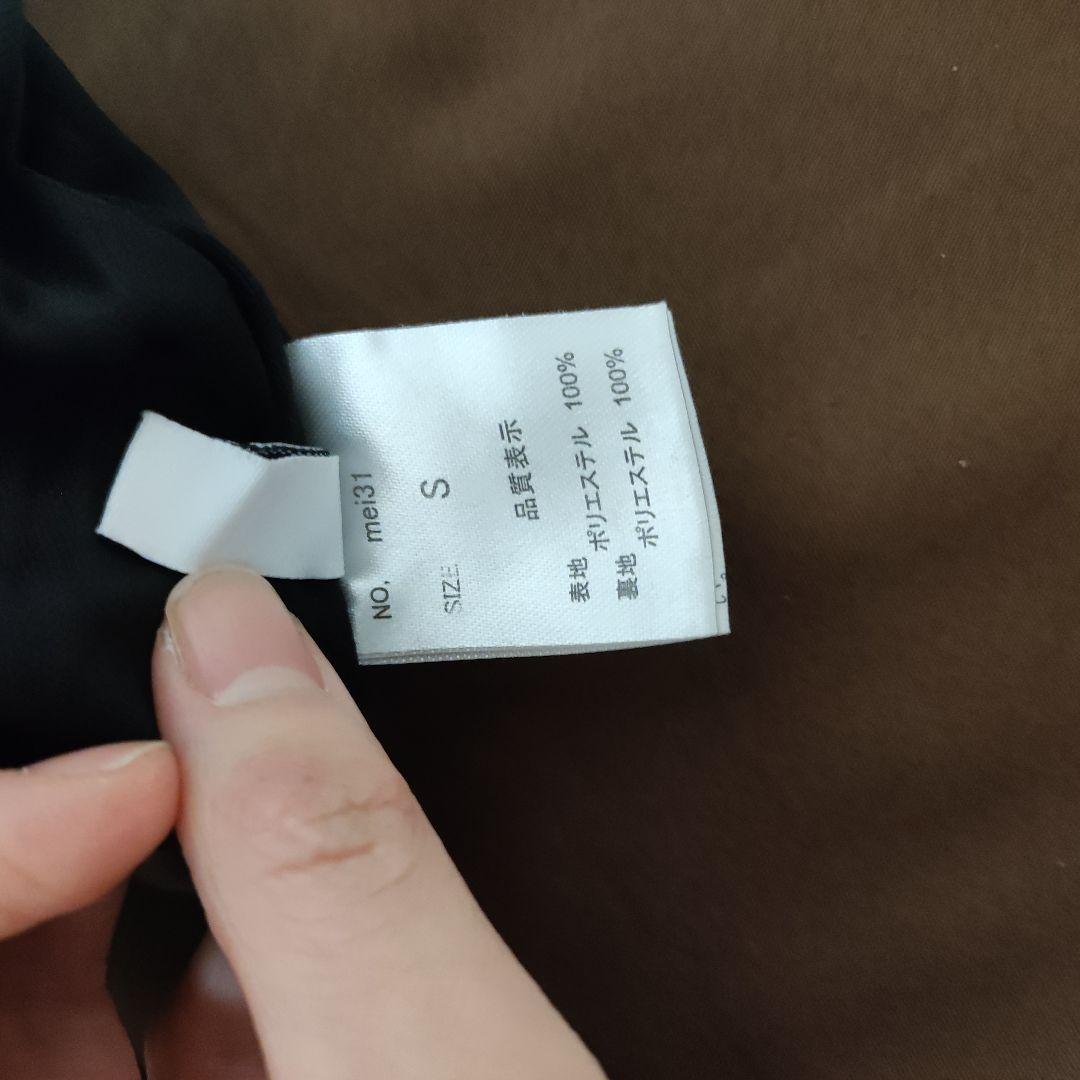 NO, mei31
SIZE S
品質表示
表地
ポリエステル 100%
裏地
ポリエステル 100%
い。